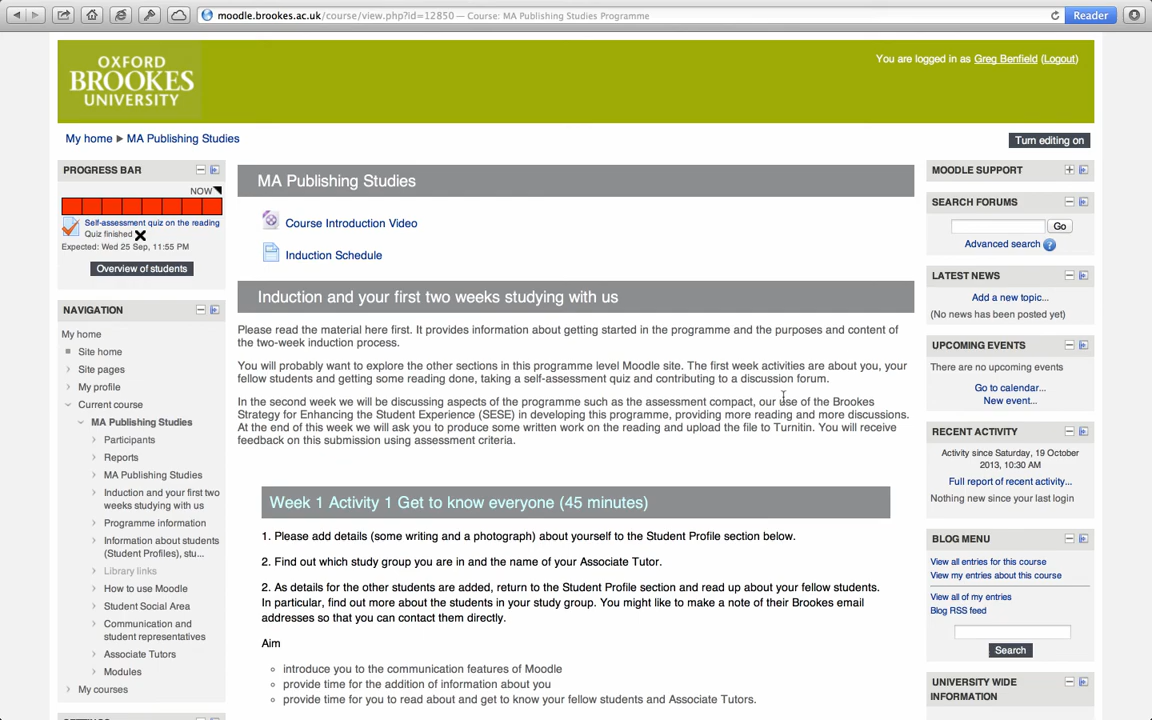 moodle.brookes.ac.uk/course/view.php?id=12850 — Course: MA Publishing Studies Programme
Reader
OXFORD
BROOKES
UNIVERSITY
You are logged in as Greg Benfield (Logout)
My home ▶ MA Publishing Studies
Turn editing on
PROGRESS BAR
NOW
Self-assessment quiz on the reading
Quiz finished
Expected: Wed 25 Sep, 11:55 PM
Overview of students
NAVIGATION
My home
Site home
Site pages
My profile
Current course
MA Publishing Studies
Participants
Reports
MA Publishing Studies
Induction and your first two
weeks studying with us
Programme information
Information about students
(Student Profiles), stu...
Library links
How to use Moodle
Student Social Area
Communication and
student representatives
Associate Tutors
Modules
My courses
MA Publishing Studies
Course Introduction Video
Induction Schedule
Induction and your first two weeks studying with us
Please read the material here first. It provides information about getting started in the programme and the purposes and content of
the two-week induction process.
You will probably want to explore the other sections in this programme level Moodle site. The first week activities are about you, your
fellow students and getting some reading done, taking a self-assessment quiz and contributing to a discussion forum.
In the second week we will be discussing aspects of the programme such as the assessment compact, our use of the Brookes
Strategy for Enhancing the Student Experience (SESE) in developing this programme, providing more reading and more discussions.
At the end of this week we will ask you to produce some written work on the reading and upload the file to Turnitin. You will receive
feedback on this submission using assessment criteria.
Week 1 Activity 1 Get to know everyone (45 minutes)
1. Please add details (some writing and a photograph) about yourself to the Student Profile section below.
2. Find out which study group you are in and the name of your Associate Tutor.
2. As details for the other students are added, return to the Student Profile section and read up about your fellow students.
In particular, find out more about the students in your study group. You might like to make a note of their Brookes email
addresses so that you can contact them directly.
Aim
introduce you to the communication features of Moodle
provide time for the addition of information about you
provide time for you to read about and get to know your fellow students and Associate Tutors.
MOODLE SUPPORT
SEARCH FORUMS
Go
Advanced search
LATEST NEWS
Add a new topic...
(No news has been posted yet)
UPCOMING EVENTS
There are no upcoming events
Go to calendar...
New event...
RECENT ACTIVITY
Activity since Saturday, 19 October
2013, 10:30 AM
Full report of recent activity...
Nothing new since your last login
BLOG MENU
View all entries for this course
View my entries about this course
View all of my entries
Blog RSS feed
Search
UNIVERSITY WIDE
INFORMATION